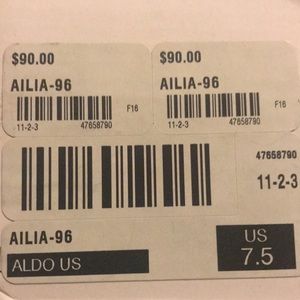 $90.00
AILIA-96
F16
11-2-3 47658790
$90.00
AILIA-96
F16
11-2-3 47658790
47658790
11-2-3
AILIA-96
ALDO US
US
7.5